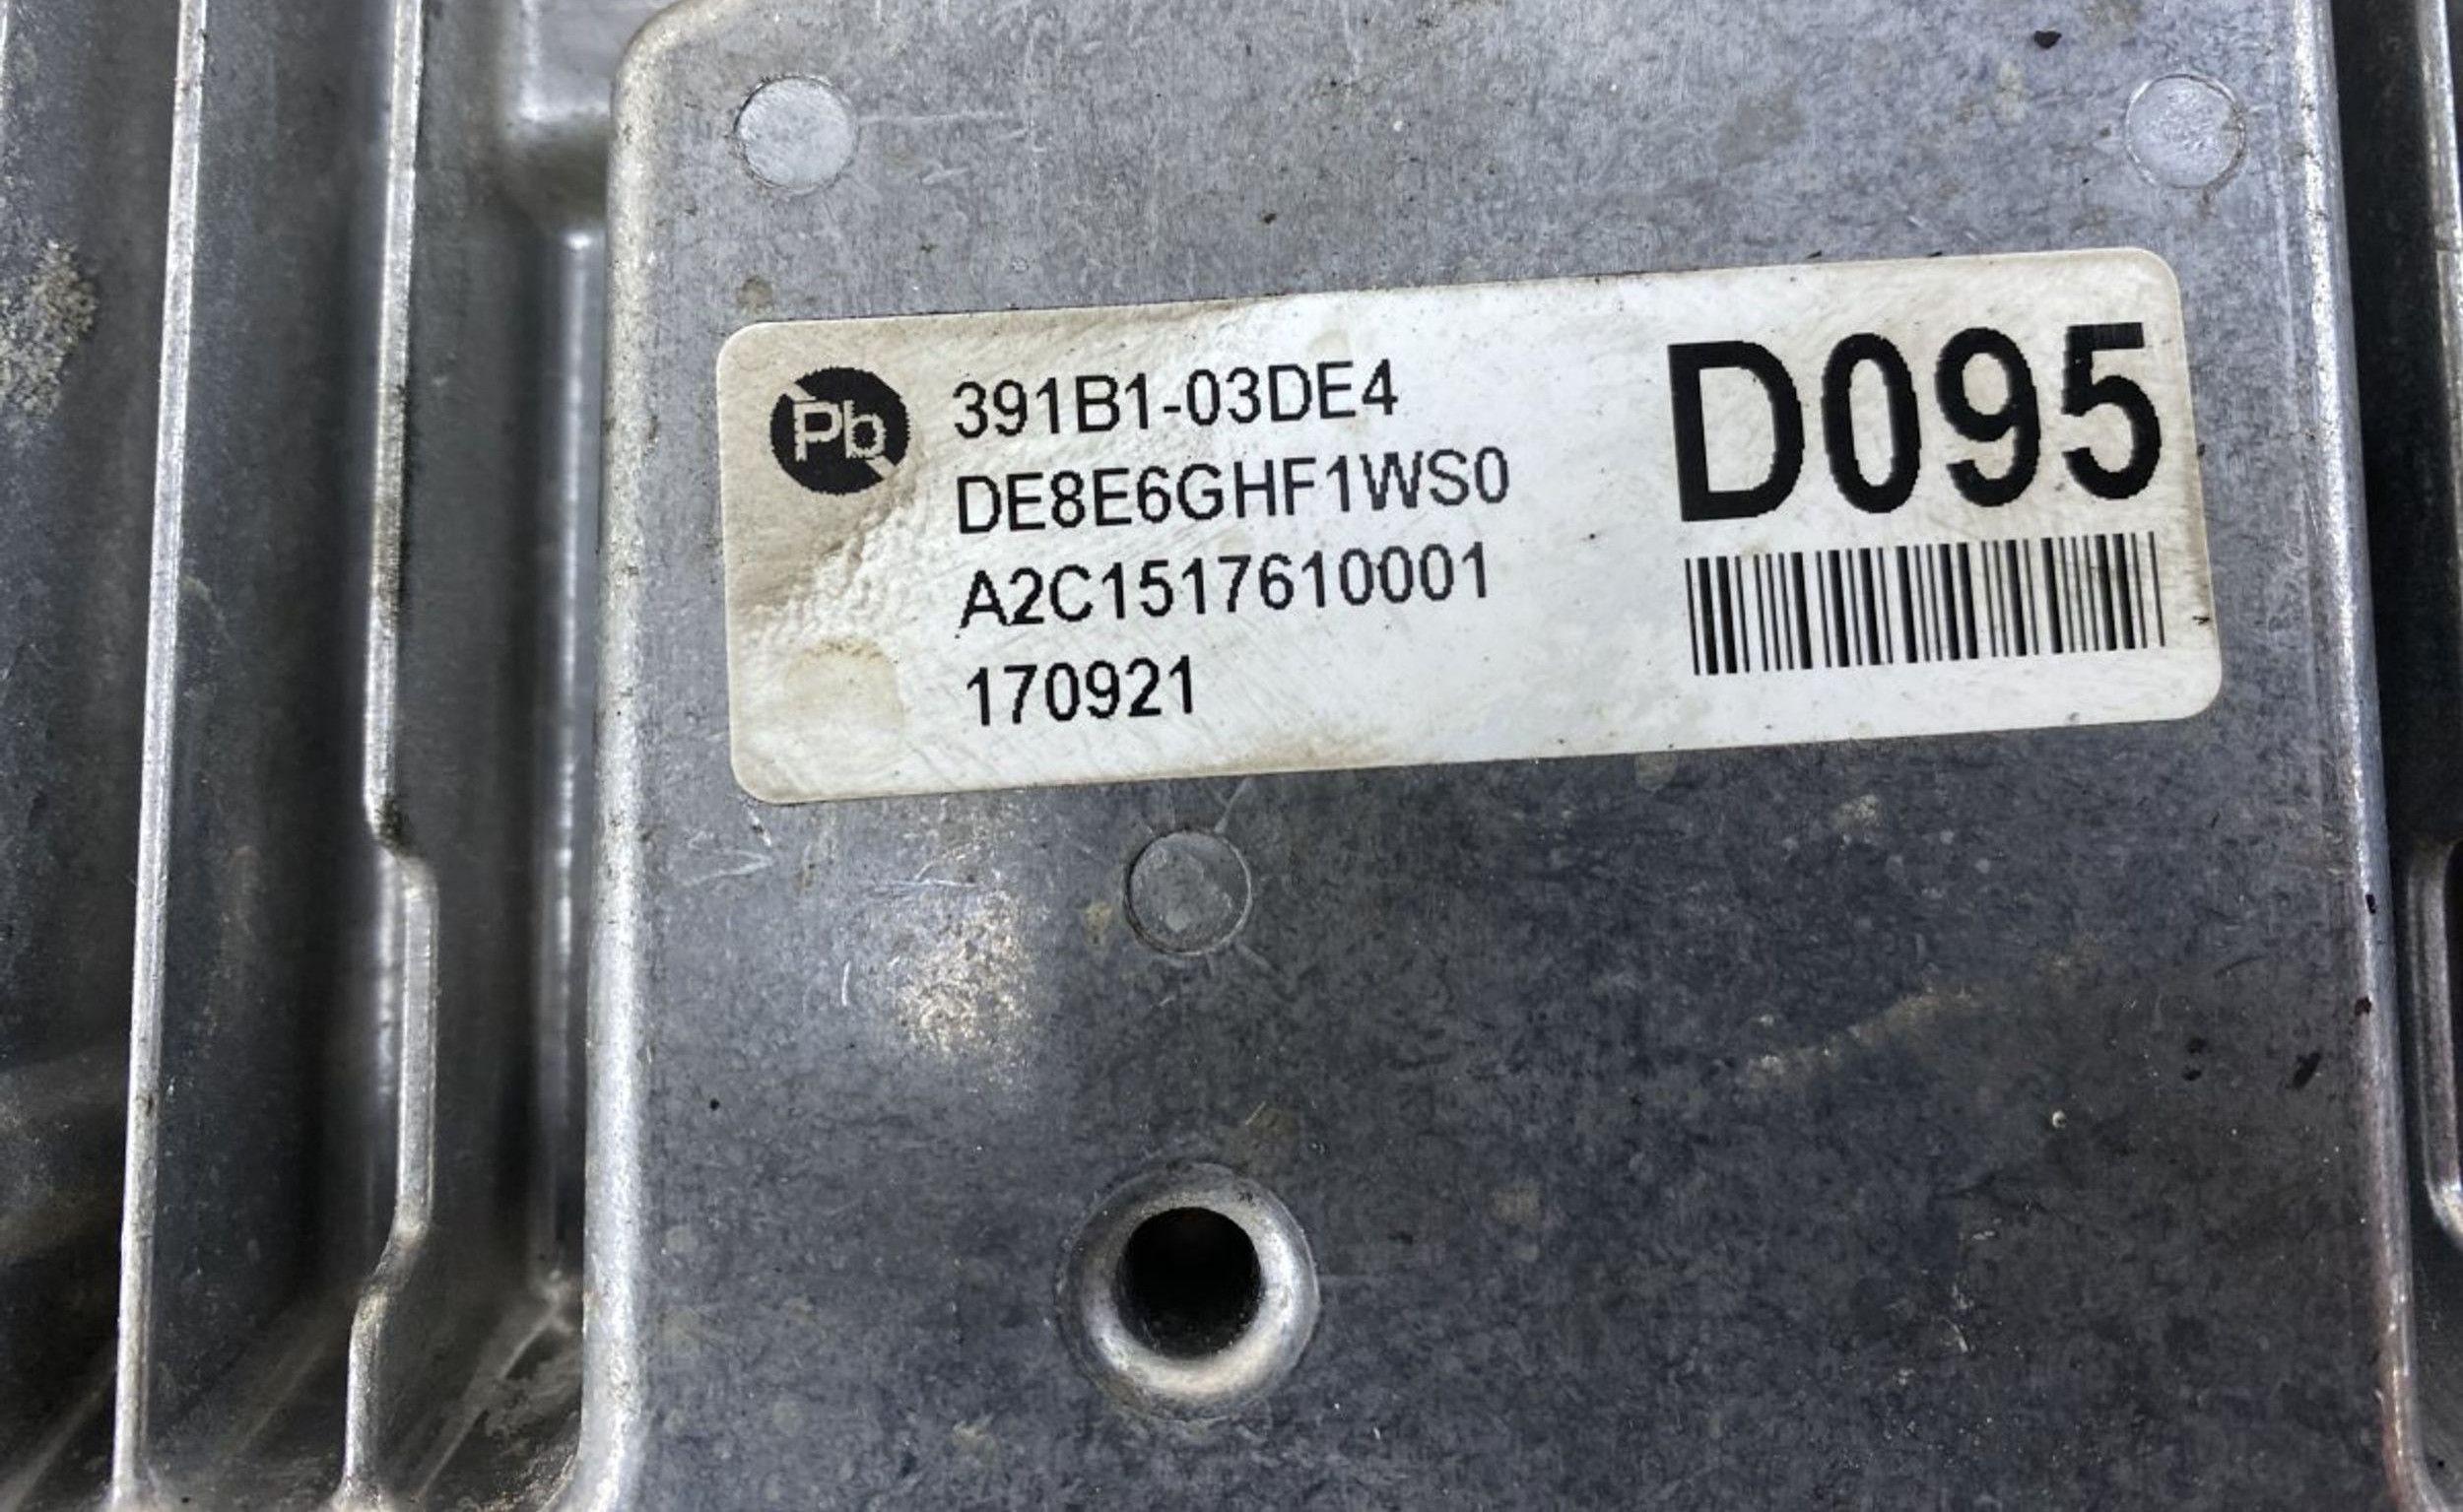 Pb
391B1-03DE4
DE8E6GHF1WS0
A2C1517610001
170921
D095